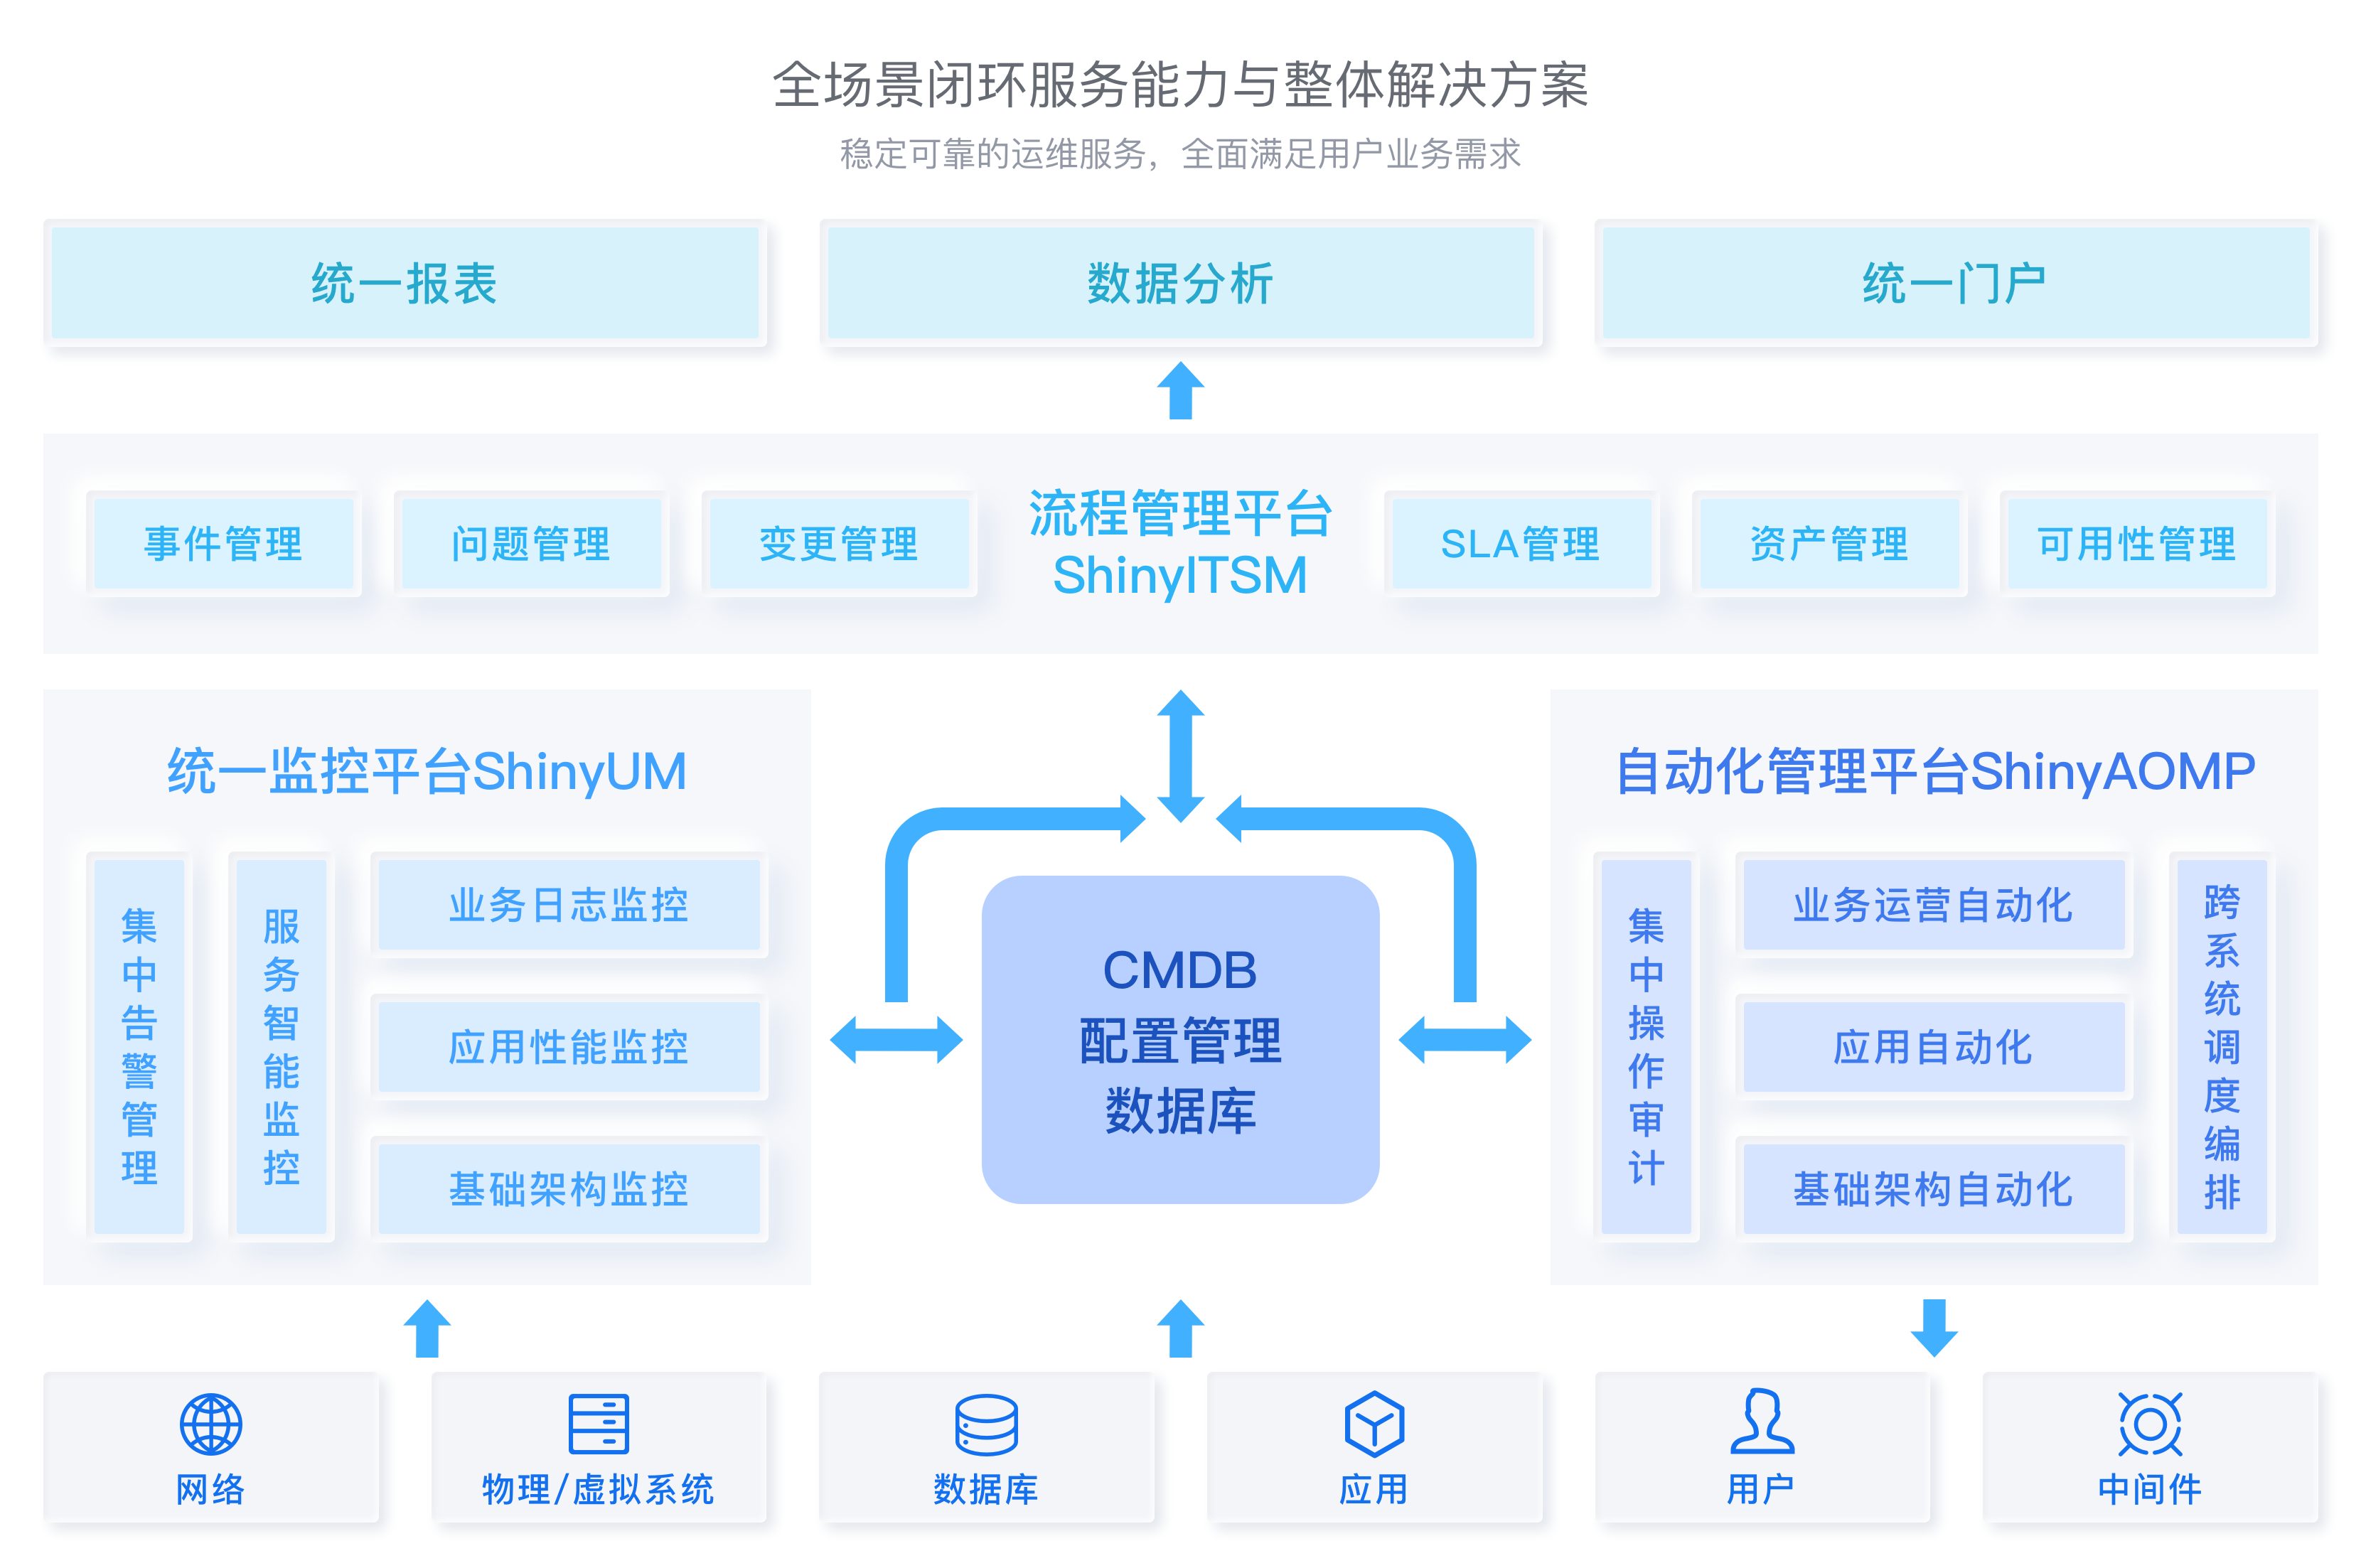 全场景闭环服务能力与整体解决方案
稳定可靠的运维服务，全面满足用户业务需求
统一报表
数据分析
统一门户
事件管理
问题管理
变更管理
流程管理平台
ShinyITSM
SLA管理
资产管理
可用性管理
统一监控平台ShinyUM
集中告警管理
服务智能监控
业务日志监控
应用性能监控
基础架构监控
CMDB
配置管理
数据库
自动化管理平台ShinyAOMP
集中操作审计
业务运营自动化
应用自动化
基础架构自动化
跨系统调度编排
网络
物理/虚拟系统
数据库
应用
用户
中间件